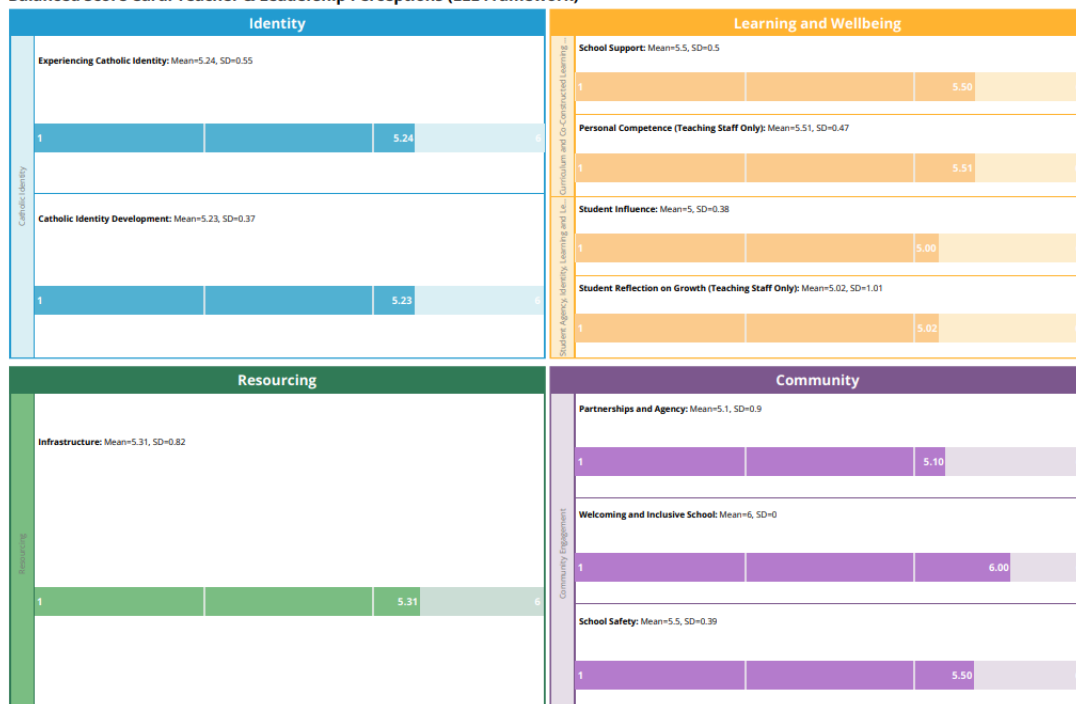 Balanced Score Card: Teacher & Leadership Perceptions Framework)
Identity
Catholic Identity
Experiencing Catholic Identity: Mean=5.24, SD=0.55
1 5.24 6
Catholic Identity Development: Mean=5.23, SD=0.37
1 5.23 6
Learning and Wellbeing
Curriculum and Co-Constructed Learning ...
School Support: Mean=5.5, SD=0.5
1 5.50
Personal Competence (Teaching Staff Only): Mean=5.51, SD=0.47
1 5.51
Student Agency, Identity, Learning and Le...
Student Influence: Mean=5, SD=0.38
1 5.00
Student Reflection on Growth (Teaching Staff Only): Mean=5.02, SD=1.01
1 5.02
Resourcing
Resourcing
Infrastructure: Mean=5.31, SD=0.82
1 5.31 6
Community
Community Engagement
Partnerships and Agency: Mean=5.1, SD=0.9
1 5.10
Welcoming and Inclusive School: Mean=6, SD=0
1 6.00
School Safety: Mean=5.5, SD=0.39
1 5.50